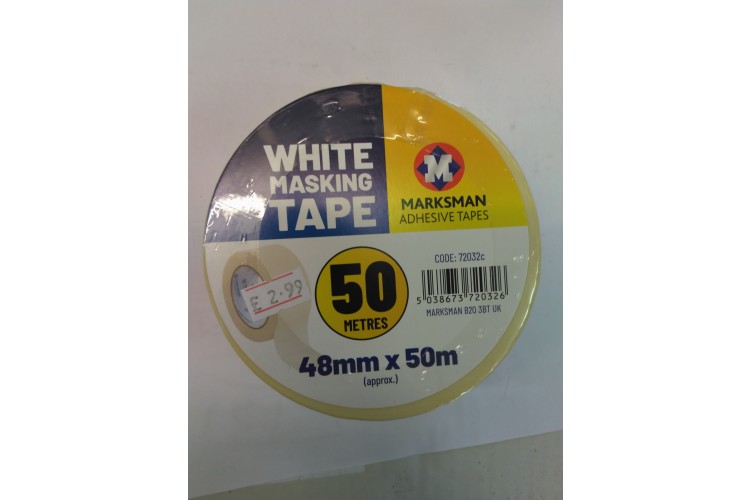 WHITE
MASKING
TAPE
M
MARKSMAN
ADHESIVE TAPES
CODE: 72032c
5 038673 720326
MARKSMAN B20 3BT UK
£ 2.99
50
METRES
48mm x 50m
(approx.)